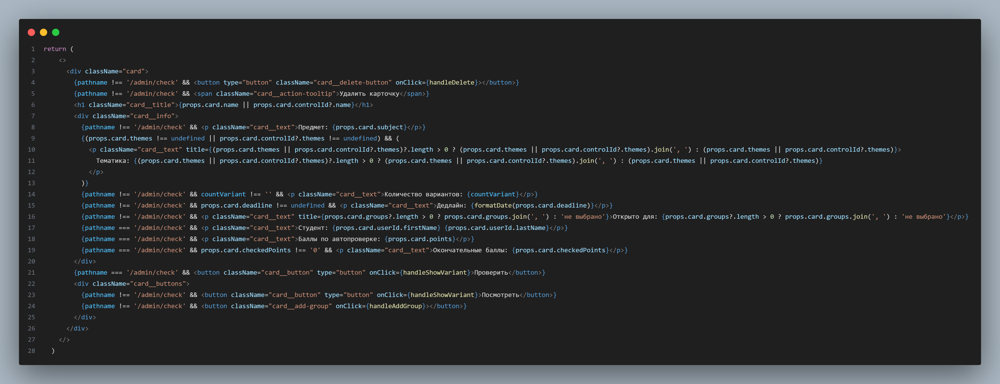 1 return (
2 <>
3 <div className="card">
4 {pathname !== '/admin/check' && <button type="button" className="card__delete-button" onClick={handleDelete}></button>}
5 {pathname !== '/admin/check' && <span className="card__action-tooltip">Удалить карточку</span>}
6 <h1 className="card__title">{props.card.name || props.card.controlId?.name}</h1>
7 <div className="card__info">
8 {pathname !== '/admin/check' && <p className="card__text">Предмет: {props.card.subject}</p>}
9 {(props.card.themes !== undefined || props.card.controlId?.themes !== undefined) && (
10 <p className="card__text" title={(props.card.themes || props.card.controlId?.themes)?.length > 0 ? (props.card.themes || props.card.controlId?.themes).join(', ') : (props.card.themes || props.card.controlId?.themes)}>
11 Тематика: {(props.card.themes || props.card.controlId?.themes)?.length > 0 ? (props.card.themes || props.card.controlId?.themes).join(', ') : (props.card.themes || props.card.controlId?.themes)}
12 </p>
13 )}
14 {pathname !== '/admin/check' && countVariant !== '' && <p className="card__text">Количество вариантов: {countVariant}</p>}
15 {pathname !== '/admin/check' && props.card.deadline !== undefined && <p className="card__text">Дедлайн: {formatDate(props.card.deadline)}</p>}
16 {pathname !== '/admin/check' && <p className="card__text" title={props.card.groups?.length > 0 ? props.card.groups.join(', ') : 'не выбрано'}>Открыто для: {props.card.groups?.length > 0 ? props.card.groups.join(', ') : 'не выбрано'}</p>}
17 {pathname === '/admin/check' && <p className="card__text">Студент: {props.card.userId.firstName} {props.card.userId.lastName}</p>}
18 {pathname === '/admin/check' && <p className="card__text">Баллы по автопроверке: {props.card.points}</p>}
19 {pathname === '/admin/check' && props.card.checkedPoints !== '0' && <p className="card__text">Окончательные баллы: {props.card.checkedPoints}</p>}
20 </div>
21 {pathname === '/admin/check' && <button className="card__button" type="button" onClick={handleShowVariant}>Проверить</button>}
22 <div className="card__buttons">
23 {pathname !== '/admin/check' && <button className="card__button" type="button" onClick={handleShowVariant}>Посмотреть</button>}
24 {pathname !== '/admin/check' && <button className="card__add-group" onClick={handleAddGroup}></button>}
25 </div>
26 </div>
27 </>
28 )